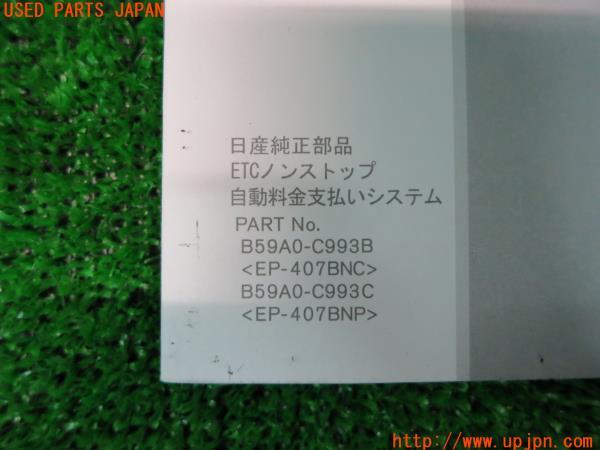 USED PARTS JAPAN
日産純正部品
ETCノンストップ
自動料金支払いシステム
PART No.
B59A0-C993B
<EP-407BNC>
B59A0-C993C
<EP-407BNP>
http://www.upjpn.com